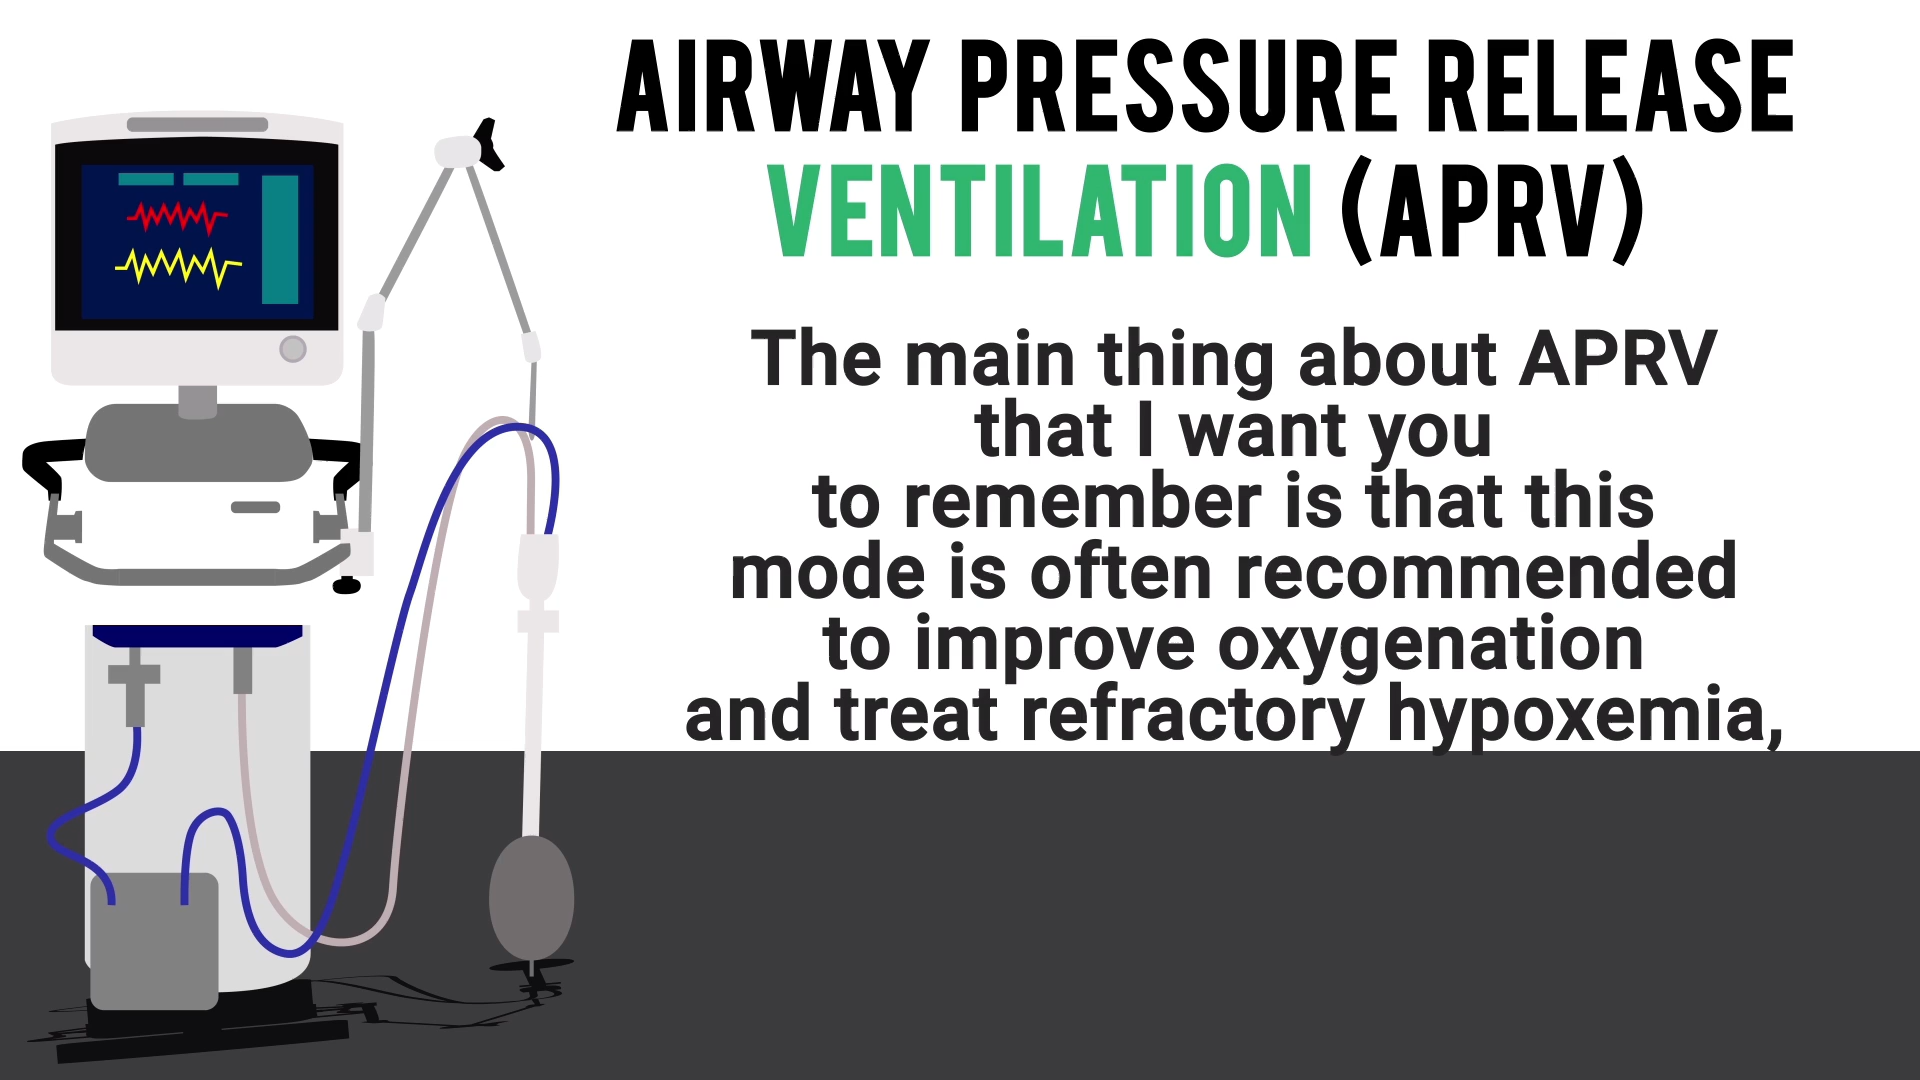 AIRWAY PRESSURE RELEASE
VENTILATION (APRV)
The main thing about APRV
that I want you
to remember is that this
mode is often recommended
to improve oxygenation
and treat refractory hypoxemia,